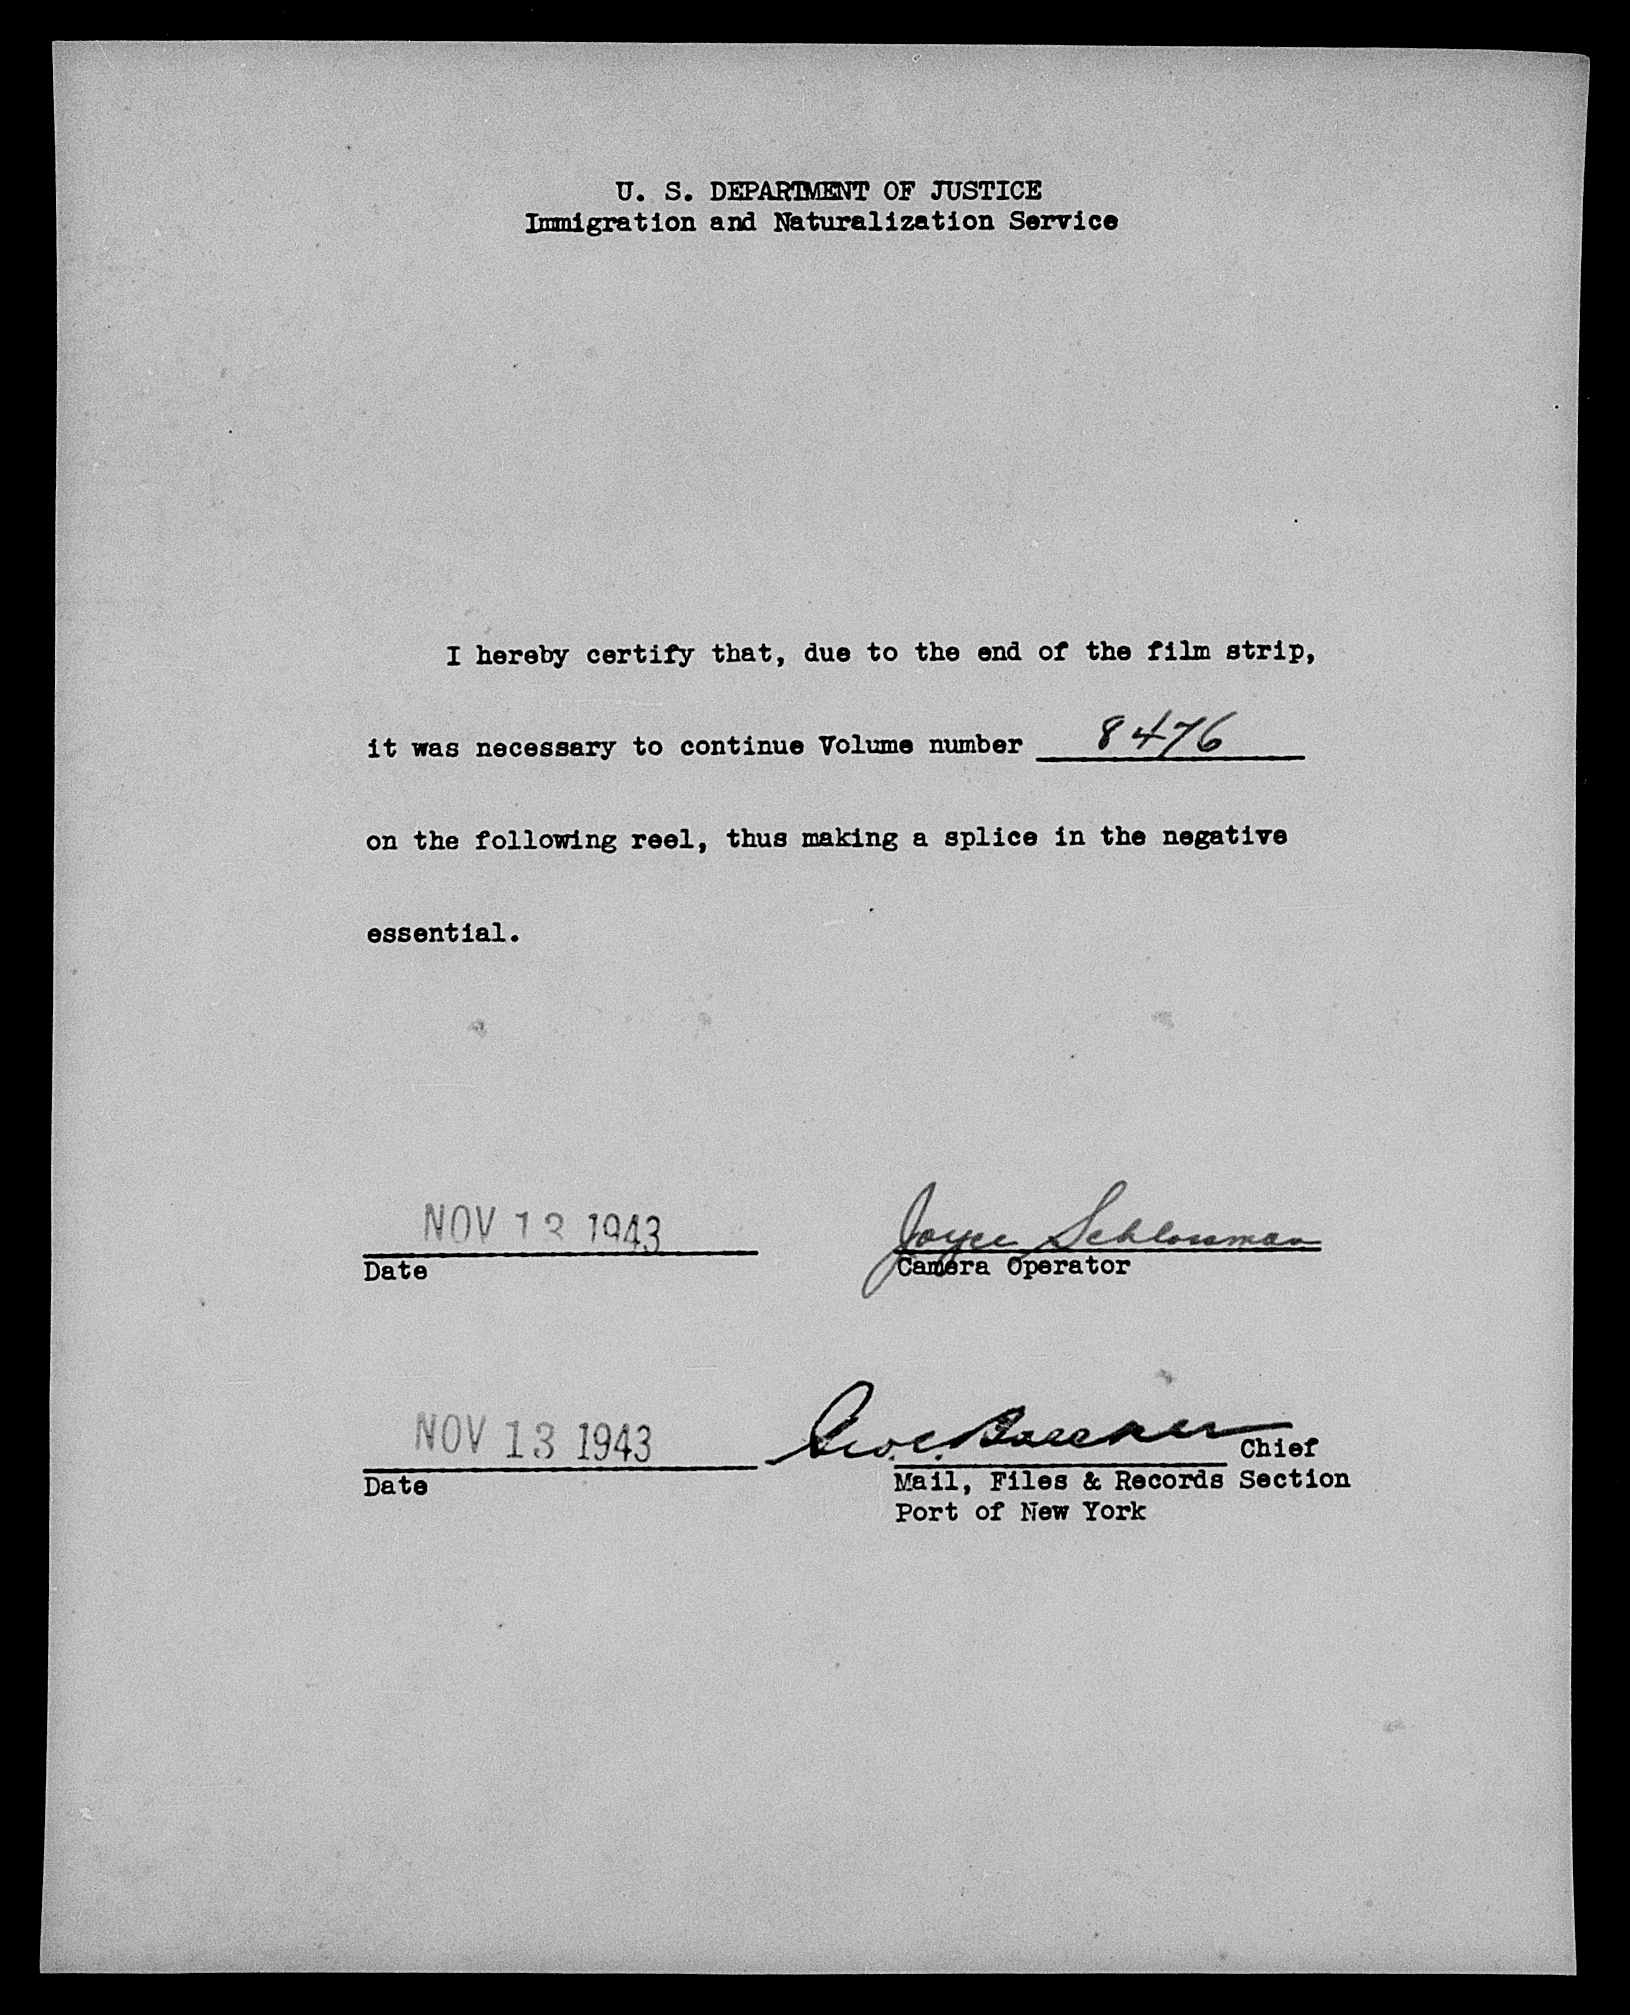 U. S. DEPARTMENT OF JUSTICE
Immigration and Naturalization Service
I hereby certify that, due to the end of the film strip,
it was necessary to continue Volume number 8476
on the following reel, thus making a splice in the negative
essential.
NOV 13 1943 Joyce Schlossman
Date Camera Operator
NOV 13 1943 Geo. C. Chief
Date Mail, Files & Records Section
Port of New York